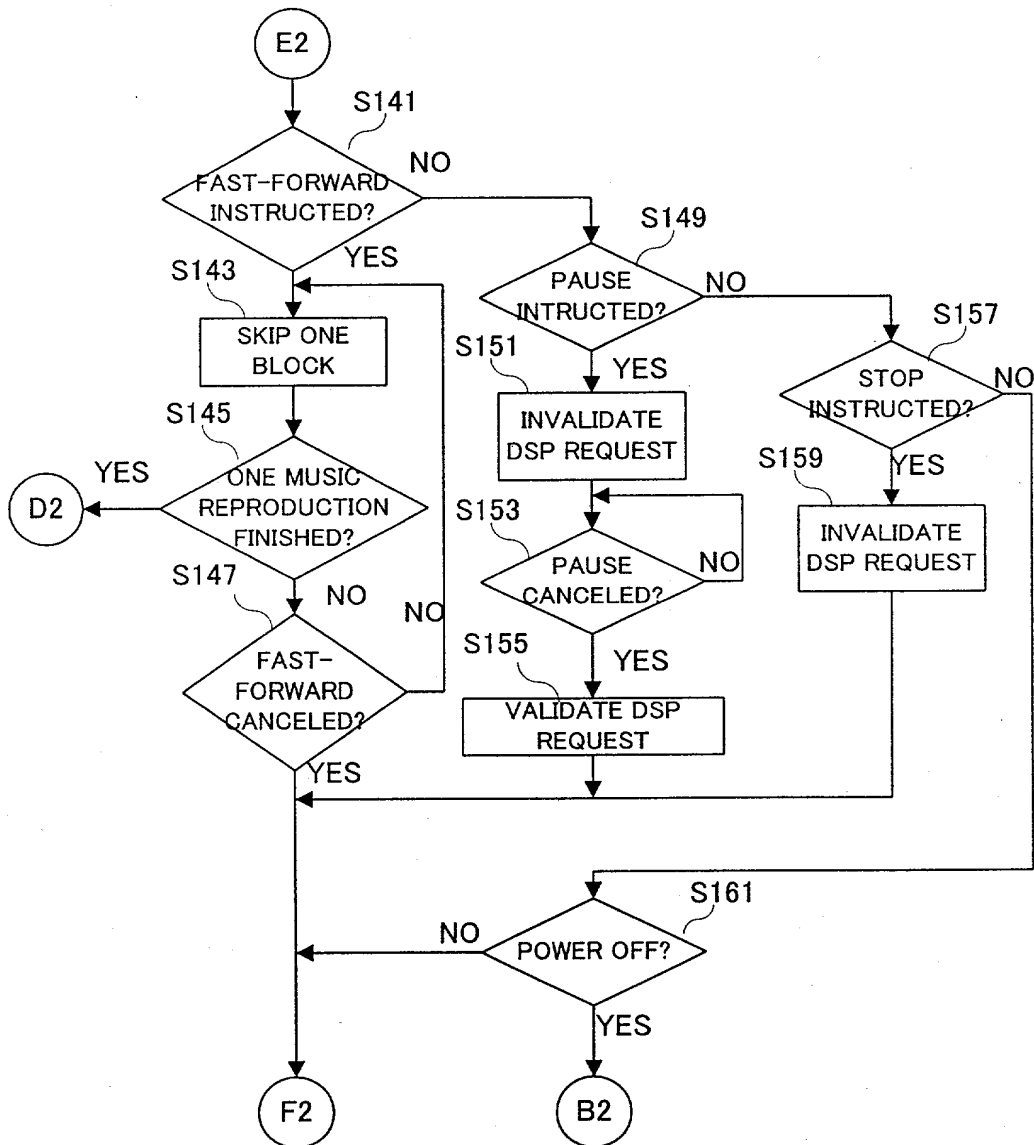 E2
S141
FAST-FORWARD
INSTRUCTED?
NO
YES
S149
PAUSE
INTRUCTED?
NO
YES
S143
SKIP ONE
BLOCK
S157
STOP
INSTRUCTED?
NO
YES
S151
INVALIDATE
DSP REQUEST
S145
ONE MUSIC
REPRODUCTION
FINISHED?
YES
D2
NO
S159
INVALIDATE
DSP REQUEST
S153
PAUSE
CANCELED?
NO
YES
S147
FAST-
FORWARD
CANCELED?
NO
YES
S155
VALIDATE DSP
REQUEST
S161
POWER OFF?
NO
YES
F2
B2